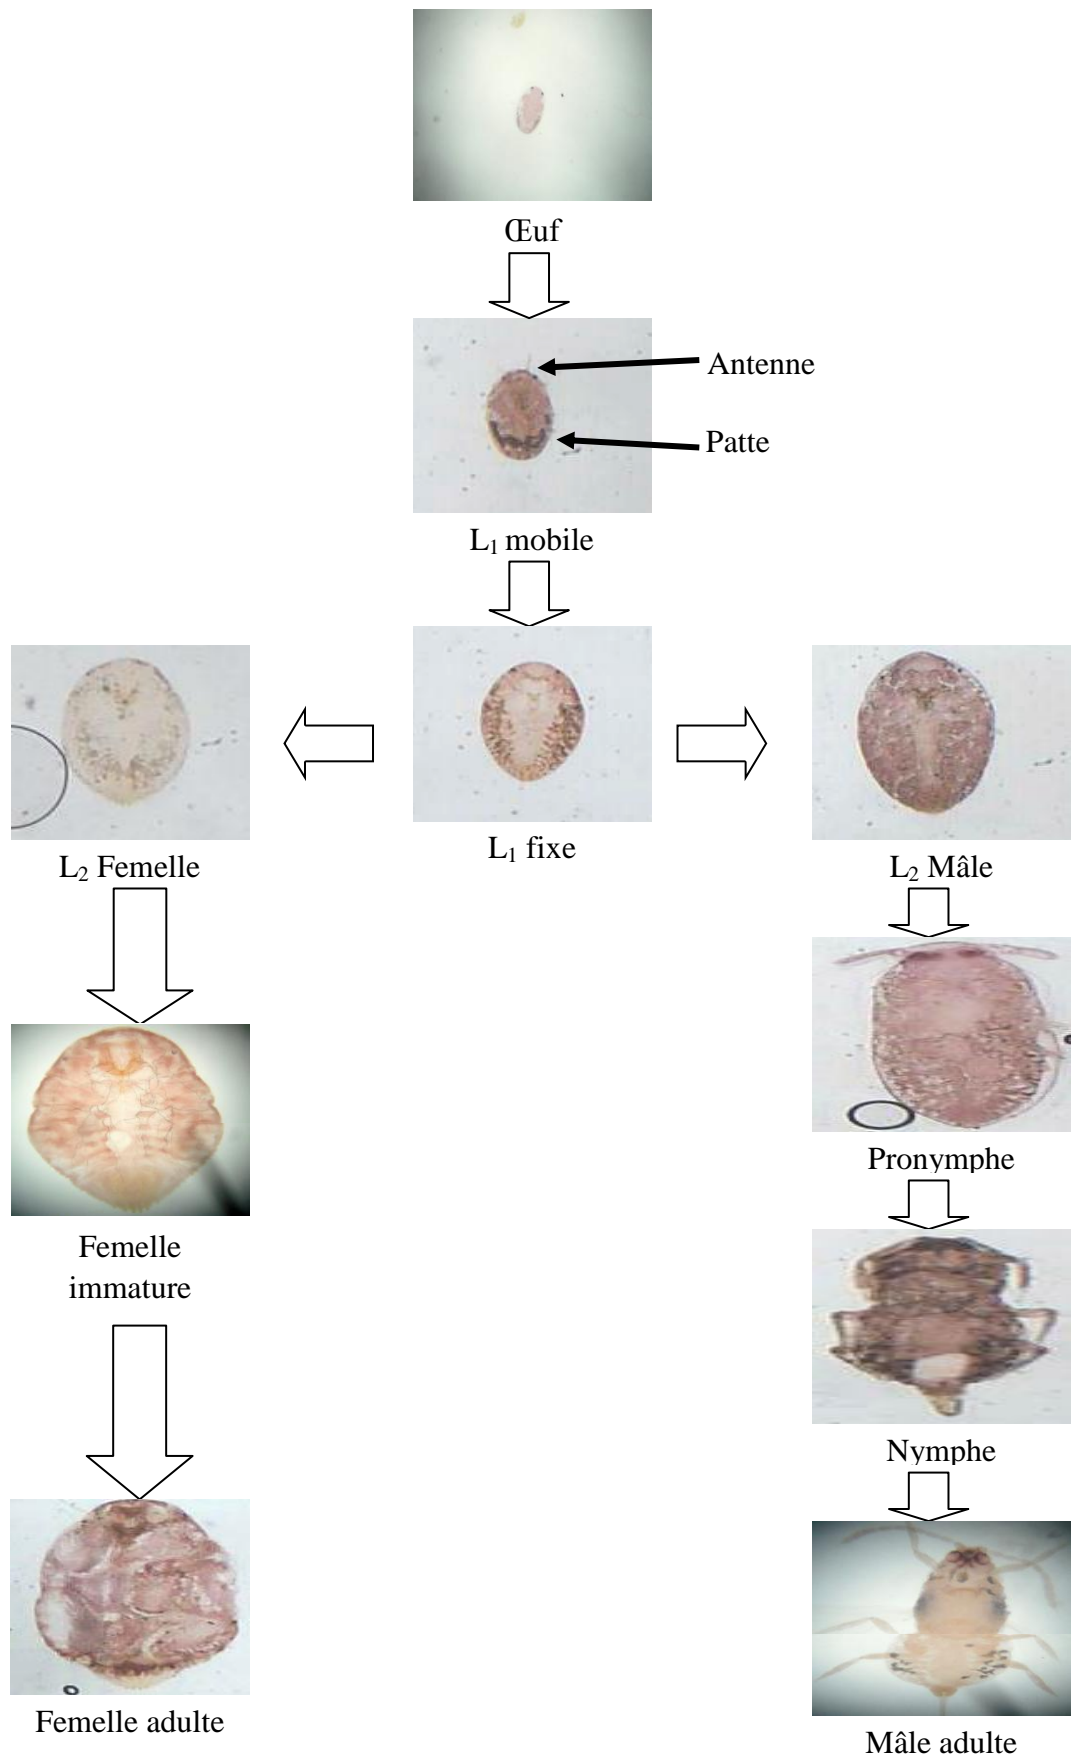 Œuf
Antenne
Patte
L₁ mobile
L₁ fixe
L₂ Femelle
L₂ Mâle
Pronymphe
Femelle
immature
Nymphe
Femelle adulte
Mâle adulte